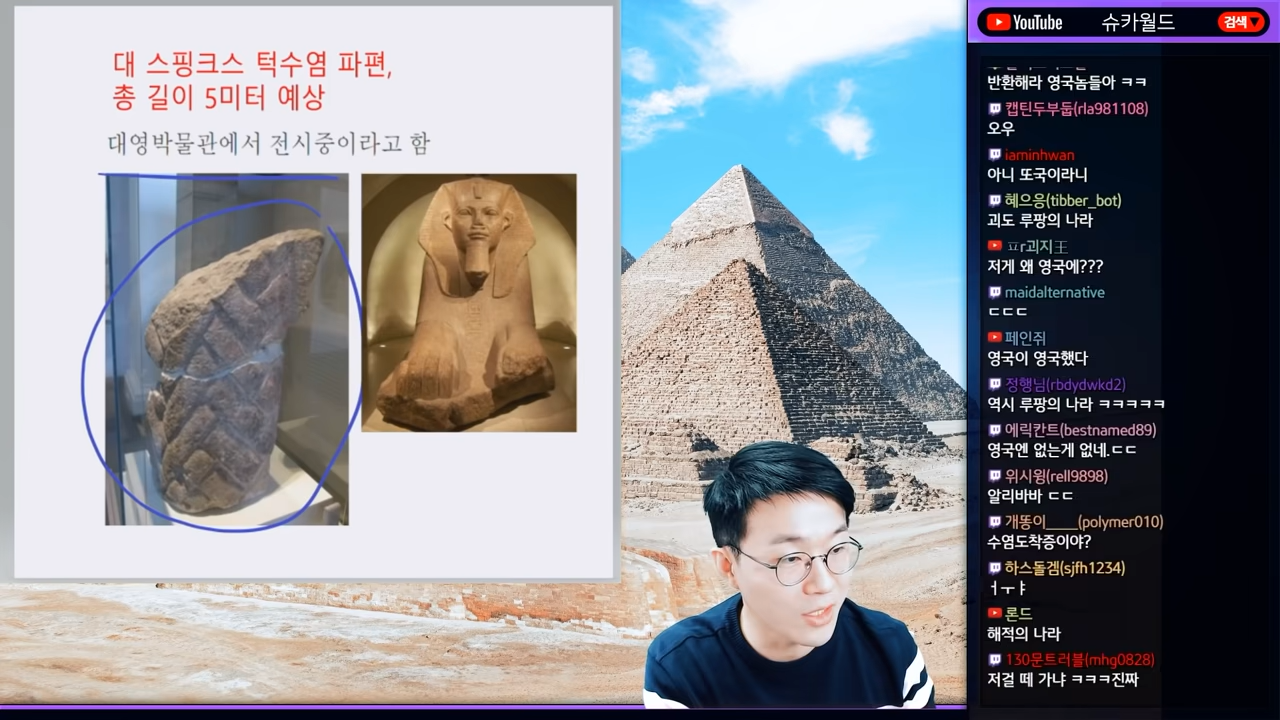 대 스핑크스 턱수염 파편,
총 길이 5미터 예상
대영박물관에서 전시중이라고 함
YouTube 슈카월드 검색
반환해라 영국놈들아 ㅋㅋ
캡틴두부둡(rla981108)
오우
iaminhwan
아니 또국이라니
혜으응(tibber_bot)
괴도 루팡의 나라
ㅍr괴지王
저게 왜 영국에???
maidalternative
ㄷㄷㄷ
페인쥐
영국이 영국했다
정행님(rbdydwkd2)
역시 루팡의 나라 ㅋㅋㅋㅋㅋ
에릭칸트(bestnamed89)
영국엔 없는게 없네.ㄷㄷ
위시윙(rell9898)
알리바바 ㄷㄷ
개똥이____(polymer010)
수염도착증이야?
하스돌겜(sjfh1234)
ㅓㅜㅑ
론드
해적의 나라
130문트러블(mhg0828)
저걸 떼 가냐 ㅋㅋㅋ진짜